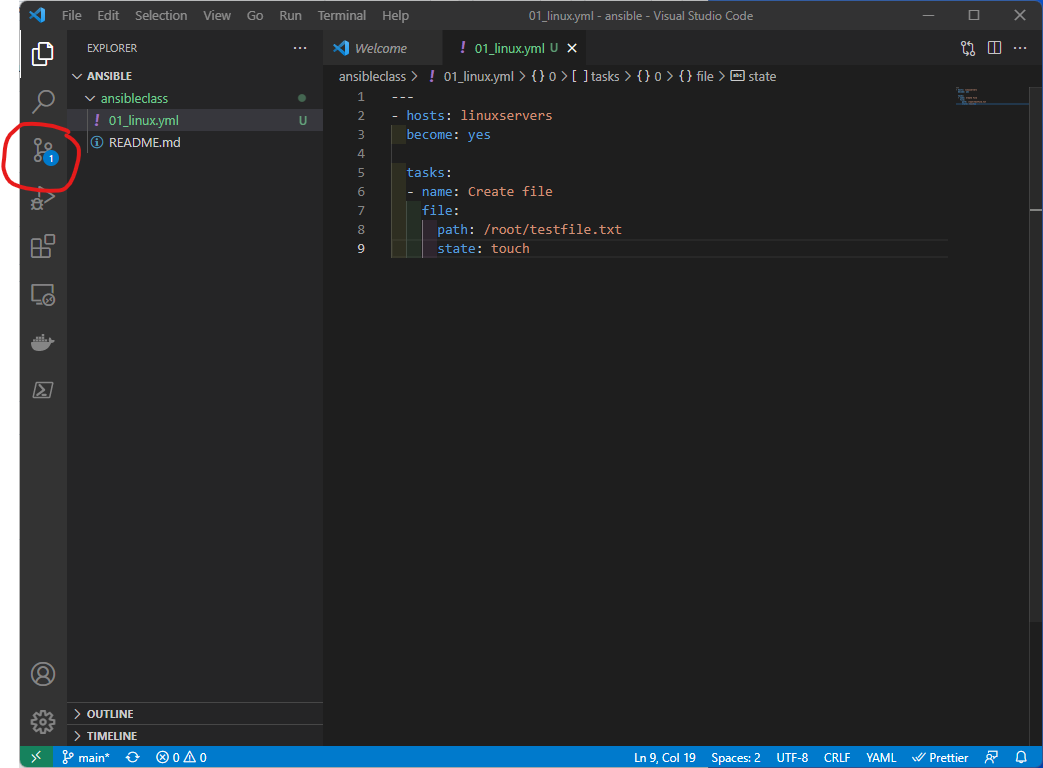 File Edit Selection View Go Run Terminal Help 01_linux.yml - ansible - Visual Studio Code
EXPLORER
ANSIBLE
ansibleclass
01_linux.yml U
README.md
OUTLINE
TIMELINE
1
Welcome
! 01_linux.yml U
ansibleclass > ! 01_linux.yml > {} 0 > [ ] tasks > {} 0 > {} file > abc state
1 ---
2 - hosts: linuxservers
3 become: yes
4
5 tasks:
6 - name: Create file
7 file:
8 path: /root/testfile.txt
9 state: touch
main* 0 0 Ln 9, Col 19 Spaces: 2 UTF-8 CRLF YAML Prettier